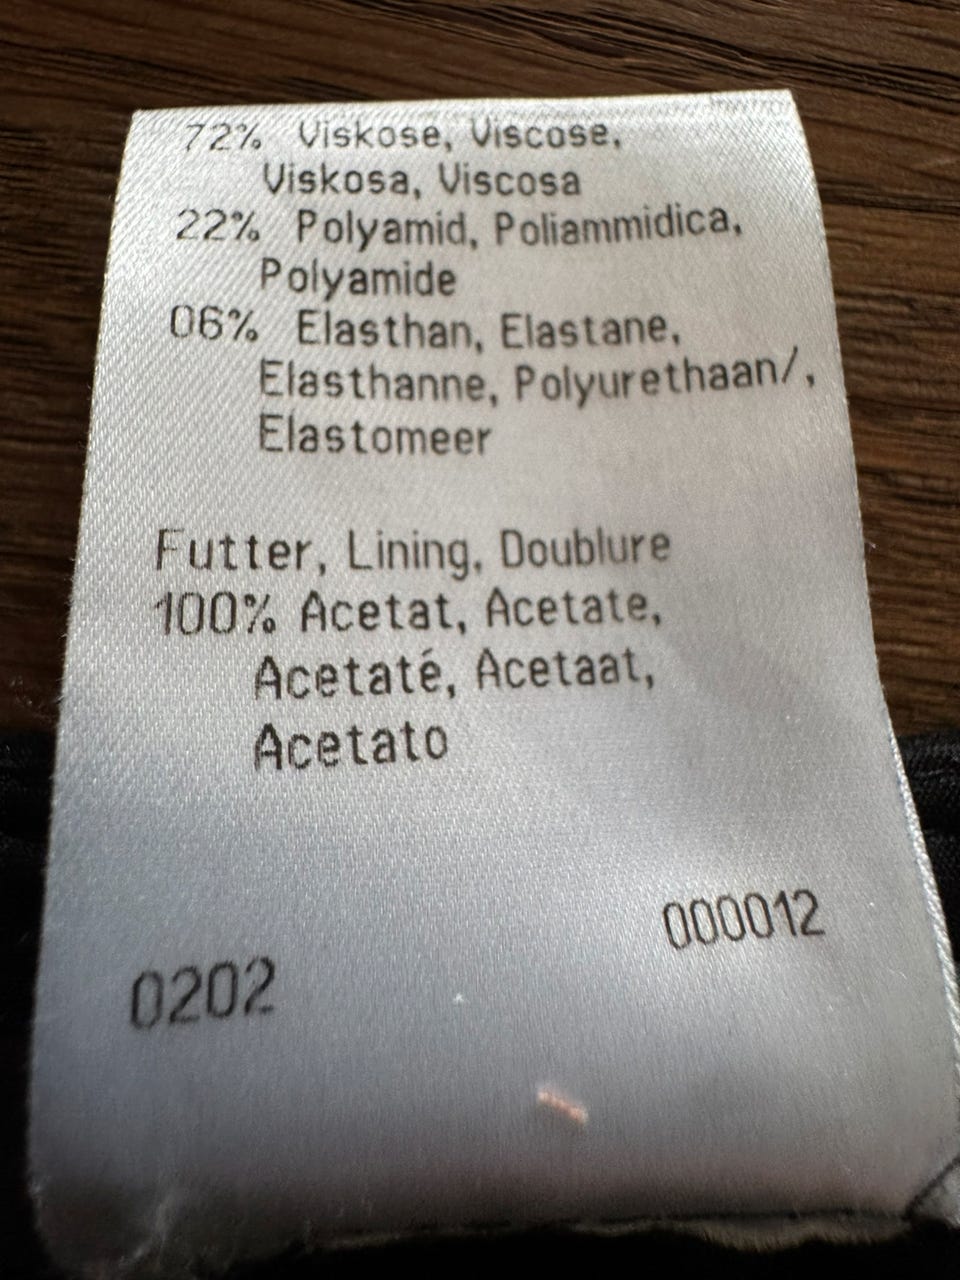 72% Viskose, Viscose,
Viskosa, Viscosa
22% Polyamid, Poliammidica,
Polyamide
06% Elasthan, Elastane,
Elasthanne, Polyurethaan/,
Elastomeer
Futter, Lining, Doublure
100% Acetat, Acetate,
Acetaté, Acetaat,
Acetato
000012
0202